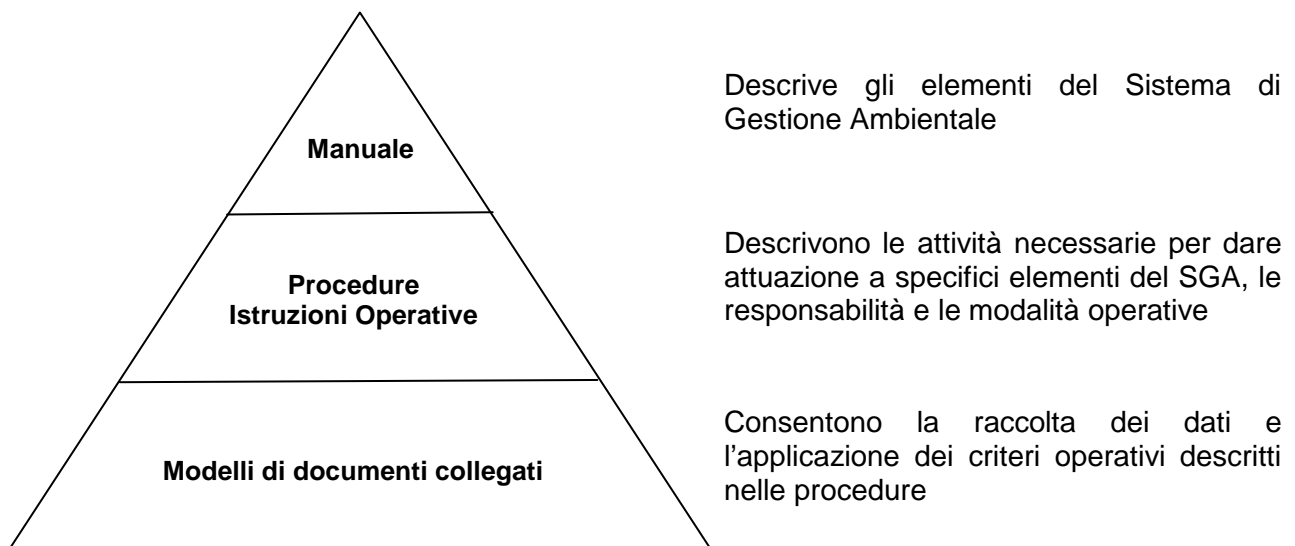 Manuale
Descrive gli elementi del Sistema di
Gestione Ambientale
Procedure
Istruzioni Operative
Descrivono le attività necessarie per dare
attuazione a specifici elementi del SGA, le
responsabilità e le modalità operative
Modelli di documenti collegati
Consentono la raccolta dei dati e
l’applicazione dei criteri operativi descritti
nelle procedure